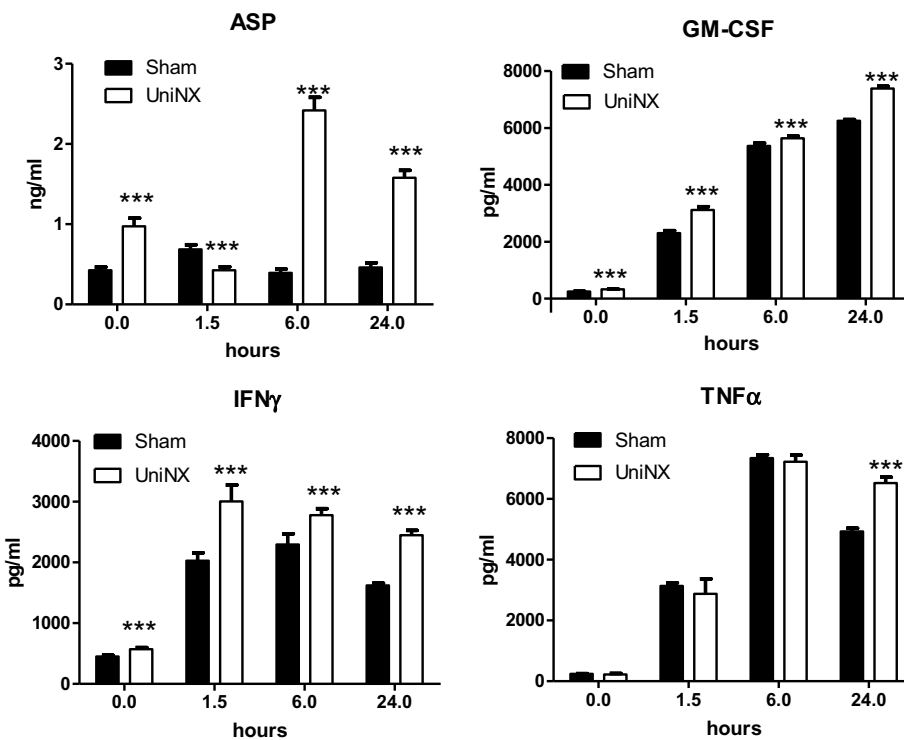 ASP
Sham
UniNX
ng/ml
3
2
1
0
***
***
***
***
0.0 1.5 6.0 24.0
hours
GM-CSF
Sham
UniNX
pg/ml
8000
6000
4000
2000
0
***
***
***
***
0.0 1.5 6.0 24.0
hours
IFNγ
Sham
UniNX
pg/ml
4000
3000
2000
1000
0
***
***
***
***
0.0 1.5 6.0 24.0
hours
TNFα
Sham
UniNX
pg/ml
8000
6000
4000
2000
0
***
0.0 1.5 6.0 24.0
hours